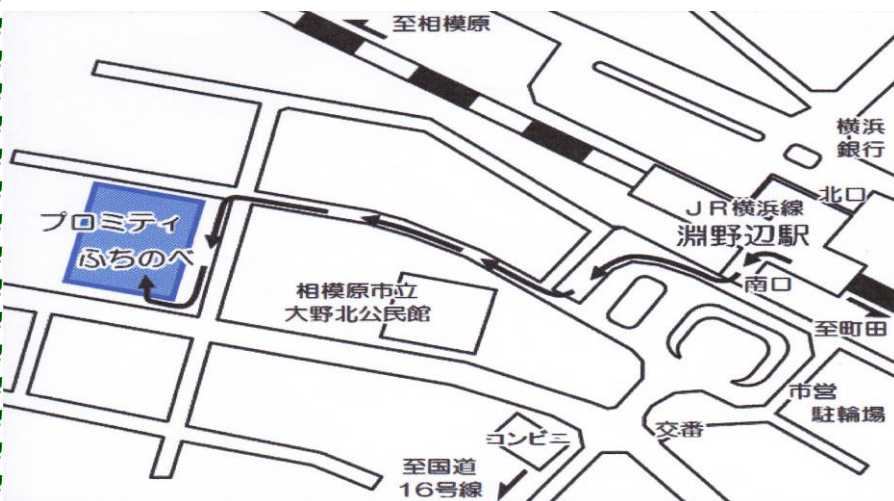 至相模原
横浜
銀行
北口
JR横浜線
淵野辺駅
南口
プロミティ
ふちのべ
相模原市立
大野北公民館
至町田
市営
駐輪場
交番
コンビニ
至国道
16号線